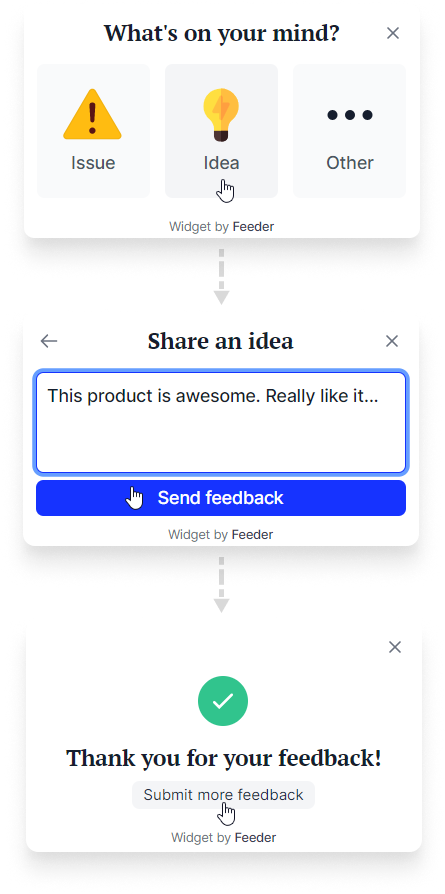 What's on your mind?
Issue
Idea
Other
Widget by Feeder
Share an idea
This product is awesome. Really like it...
Send feedback
Widget by Feeder
Thank you for your feedback!
Submit more feedback
Widget by Feeder